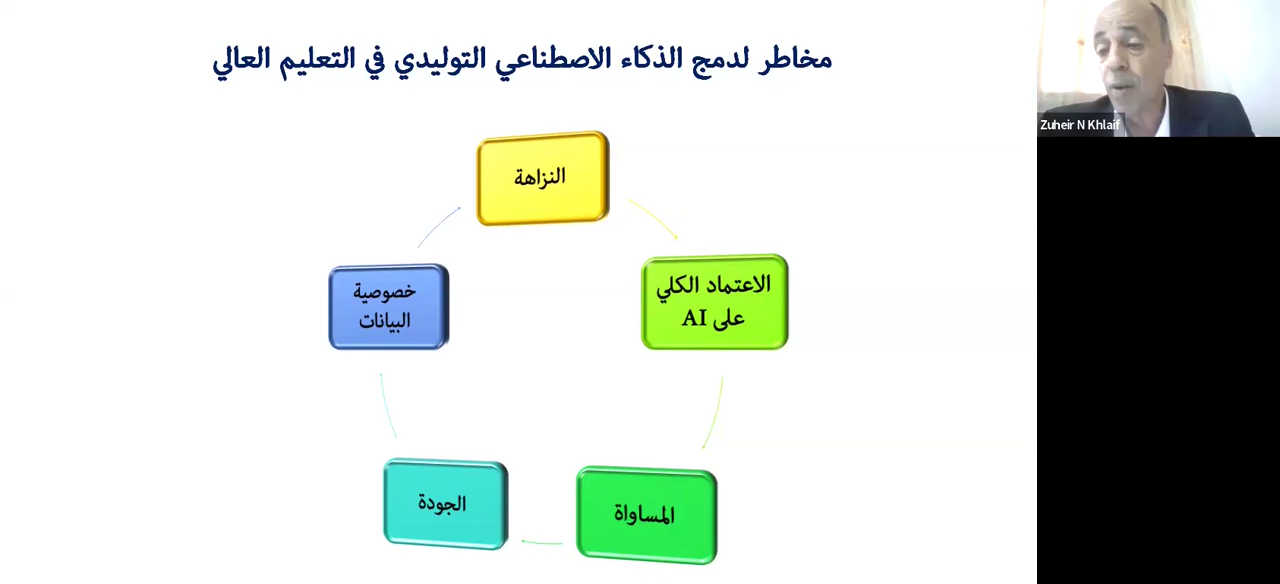 مخاطر لدمج الذكاء الاصطناعي التوليدي في التعليم العالي
Zuheir N Khlaif
النزاهة
الاعتماد الكلي
على AI
المساواة
الجودة
خصوصية
البيانات